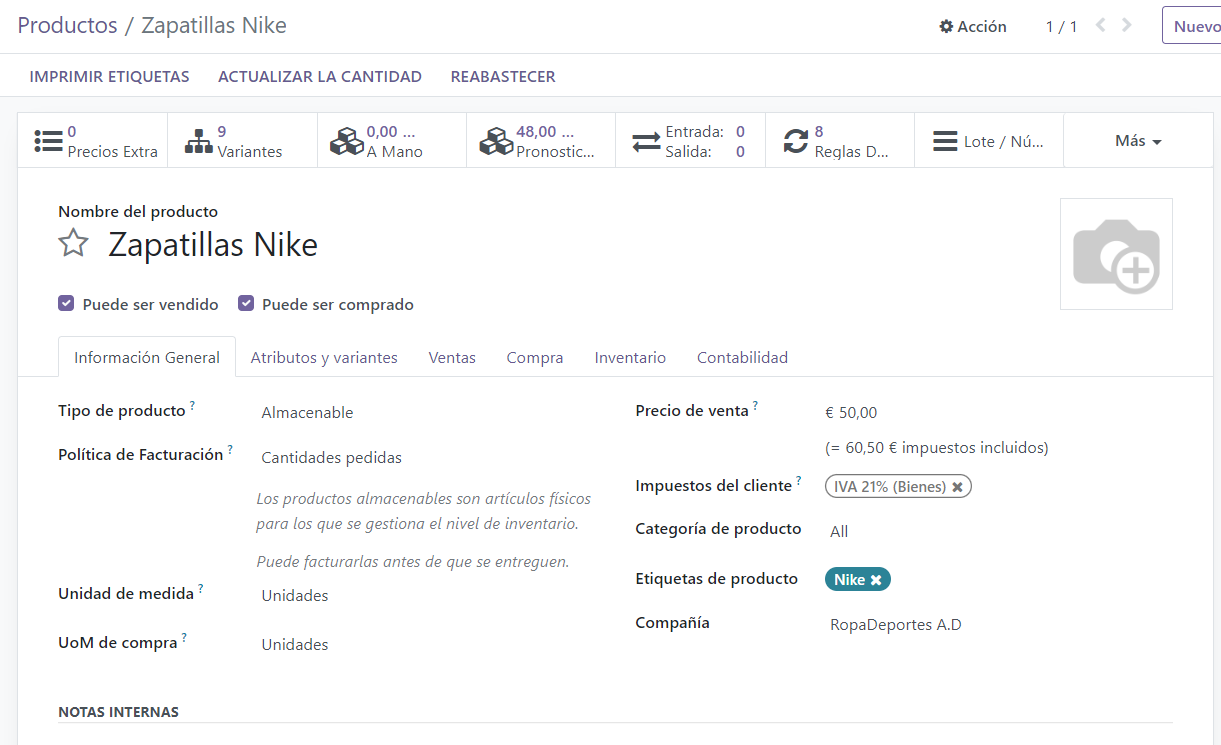 Productos / Zapatillas Nike
Acción
1 / 1
Nuevo
IMPRIMIR ETIQUETAS
ACTUALIZAR LA CANTIDAD
REABASTECER
0
Precios Extra
9
Variantes
0,00 ...
A Mano
48,00 ...
Pronostic...
Entrada: 0
Salida: 0
8
Reglas D...
Lote / Nú...
Más
Nombre del producto
Zapatillas Nike
Puede ser vendido
Puede ser comprado
Información General
Atributos y variantes
Ventas
Compra
Inventario
Contabilidad
Tipo de producto ?
Almacenable
Política de Facturación ?
Cantidades pedidas
Los productos almacenables son artículos físicos
para los que se gestiona el nivel de inventario.
Puede facturarlas antes de que se entreguen.
Unidad de medida ?
Unidades
UoM de compra ?
Unidades
Precio de venta ?
€ 50,00
(= 60,50 € impuestos incluidos)
Impuestos del cliente ?
IVA 21% (Bienes)
Categoría de producto
All
Etiquetas de producto
Nike
Compañía
RopaDeportes A.D
NOTAS INTERNAS